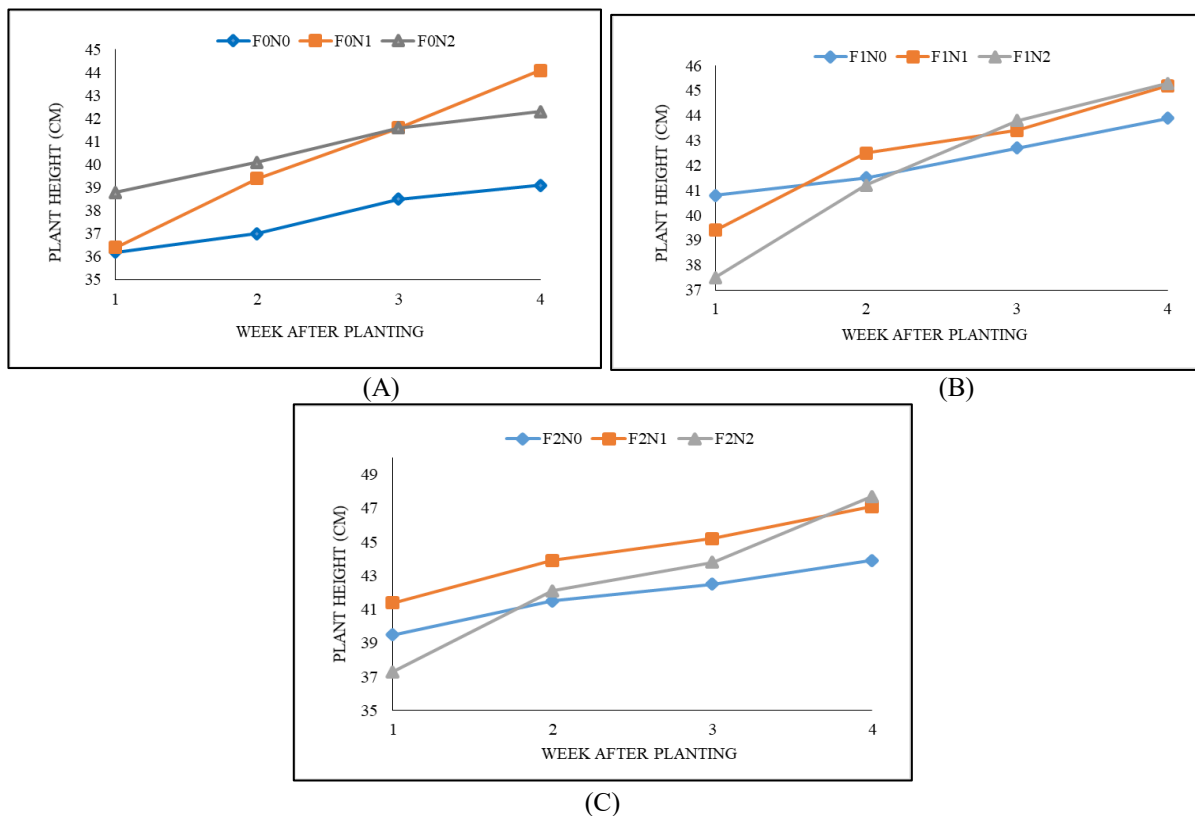 F0N0 F0N1 F0N2
PLANT HEIGHT (CM)
45
44
43
42
41
40
39
38
37
36
35
1 2 3 4
WEEK AFTER PLANTING
(A)
F1N0 F1N1 F1N2
PLANT HEIGHT (CM)
46
45
44
43
42
41
40
39
38
37
1 2 3 4
WEEK AFTER PLANTING
(B)
F2N0 F2N1 F2N2
PLANT HEIGHT (CM)
49
47
45
43
41
39
37
35
1 2 3 4
WEEK AFTER PLANTING
(C)